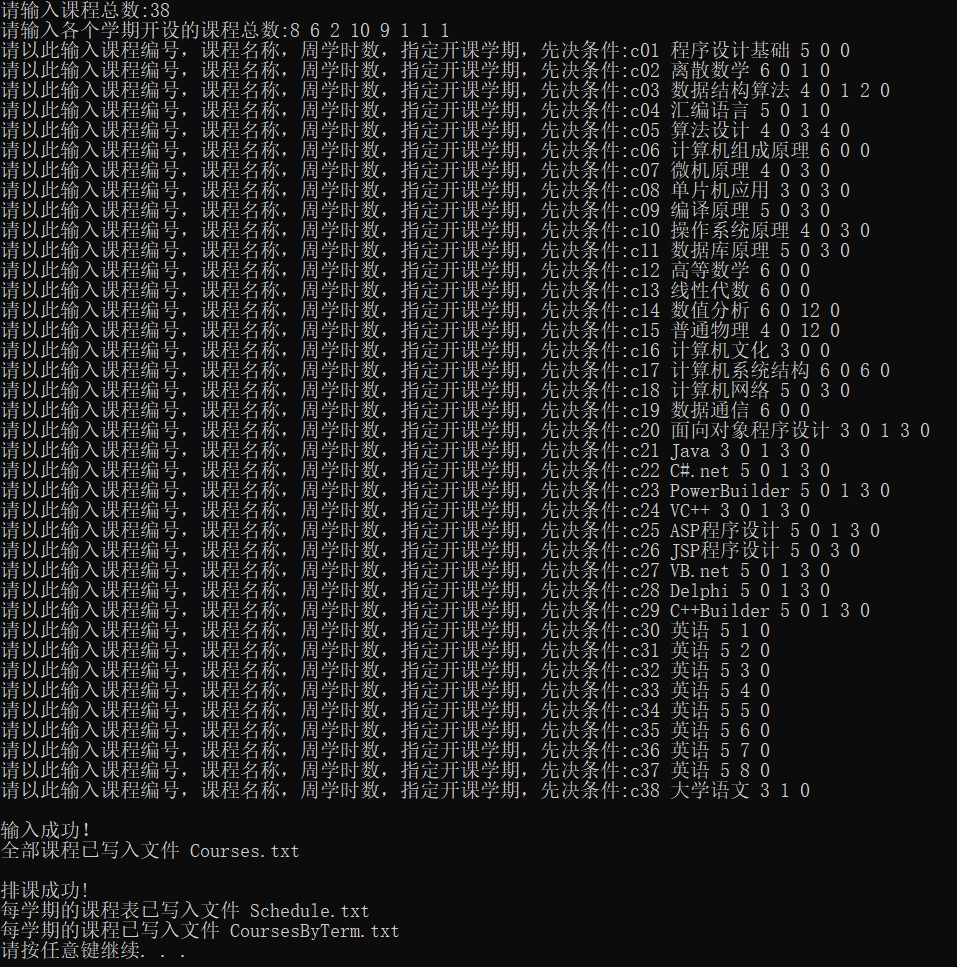 请输入课程总数:38
请输入各个学期开设的课程总数:8 6 2 10 9 1 1 1
请以此输入课程编号，课程名称，周学时数，指定开课学期，先决条件:c01 程序设计基础 5 0 0
请以此输入课程编号，课程名称，周学时数，指定开课学期，先决条件:c02 离散数学 6 0 1 0
请以此输入课程编号，课程名称，周学时数，指定开课学期，先决条件:c03 数据结构算法 4 0 1 2 0
请以此输入课程编号，课程名称，周学时数，指定开课学期，先决条件:c04 汇编语言 5 0 1 0
请以此输入课程编号，课程名称，周学时数，指定开课学期，先决条件:c05 算法设计 4 0 3 4 0
请以此输入课程编号，课程名称，周学时数，指定开课学期，先决条件:c06 计算机组成原理 6 0 0
请以此输入课程编号，课程名称，周学时数，指定开课学期，先决条件:c07 微机原理 4 0 3 0
请以此输入课程编号，课程名称，周学时数，指定开课学期，先决条件:c08 单片机应用 3 0 3 0
请以此输入课程编号，课程名称，周学时数，指定开课学期，先决条件:c09 编译原理 5 0 3 0
请以此输入课程编号，课程名称，周学时数，指定开课学期，先决条件:c10 操作系统原理 4 0 3 0
请以此输入课程编号，课程名称，周学时数，指定开课学期，先决条件:c11 数据库原理 5 0 3 0
请以此输入课程编号，课程名称，周学时数，指定开课学期，先决条件:c12 高等数学 6 0 0
请以此输入课程编号，课程名称，周学时数，指定开课学期，先决条件:c13 线性代数 6 0 0
请以此输入课程编号，课程名称，周学时数，指定开课学期，先决条件:c14 数值分析 6 0 12 0
请以此输入课程编号，课程名称，周学时数，指定开课学期，先决条件:c15 普通物理 4 0 12 0
请以此输入课程编号，课程名称，周学时数，指定开课学期，先决条件:c16 计算机文化 3 0 0
请以此输入课程编号，课程名称，周学时数，指定开课学期，先决条件:c17 计算机系统结构 6 0 6 0
请以此输入课程编号，课程名称，周学时数，指定开课学期，先决条件:c18 计算机网络 5 0 3 0
请以此输入课程编号，课程名称，周学时数，指定开课学期，先决条件:c19 数据通信 6 0 0
请以此输入课程编号，课程名称，周学时数，指定开课学期，先决条件:c20 面向对象程序设计 3 0 1 3 0
请以此输入课程编号，课程名称，周学时数，指定开课学期，先决条件:c21 Java 3 0 1 3 0
请以此输入课程编号，课程名称，周学时数，指定开课学期，先决条件:c22 C#.net 5 0 1 3 0
请以此输入课程编号，课程名称，周学时数，指定开课学期，先决条件:c23 PowerBuilder 5 0 1 3 0
请以此输入课程编号，课程名称，周学时数，指定开课学期，先决条件:c24 VC++ 3 0 1 3 0
请以此输入课程编号，课程名称，周学时数，指定开课学期，先决条件:c25 ASP程序设计 5 0 1 3 0
请以此输入课程编号，课程名称，周学时数，指定开课学期，先决条件:c26 JSP程序设计 5 0 3 0
请以此输入课程编号，课程名称，周学时数，指定开课学期，先决条件:c27 VB.net 5 0 1 3 0
请以此输入课程编号，课程名称，周学时数，指定开课学期，先决条件:c28 Delphi 5 0 1 3 0
请以此输入课程编号，课程名称，周学时数，指定开课学期，先决条件:c29 C++Builder 5 0 1 3 0
请以此输入课程编号，课程名称，周学时数，指定开课学期，先决条件:c30 英语 5 1 0
请以此输入课程编号，课程名称，周学时数，指定开课学期，先决条件:c31 英语 5 2 0
请以此输入课程编号，课程名称，周学时数，指定开课学期，先决条件:c32 英语 5 3 0
请以此输入课程编号，课程名称，周学时数，指定开课学期，先决条件:c33 英语 5 4 0
请以此输入课程编号，课程名称，周学时数，指定开课学期，先决条件:c34 英语 5 5 0
请以此输入课程编号，课程名称，周学时数，指定开课学期，先决条件:c35 英语 5 6 0
请以此输入课程编号，课程名称，周学时数，指定开课学期，先决条件:c36 英语 5 7 0
请以此输入课程编号，课程名称，周学时数，指定开课学期，先决条件:c37 英语 5 8 0
请以此输入课程编号，课程名称，周学时数，指定开课学期，先决条件:c38 大学语文 3 1 0
输入成功!
全部课程已写入文件 Courses.txt
排课成功!
每学期的课程表已写入文件 Schedule.txt
每学期的课程已写入文件 CoursesByTerm.txt
请按任意键继续. . .